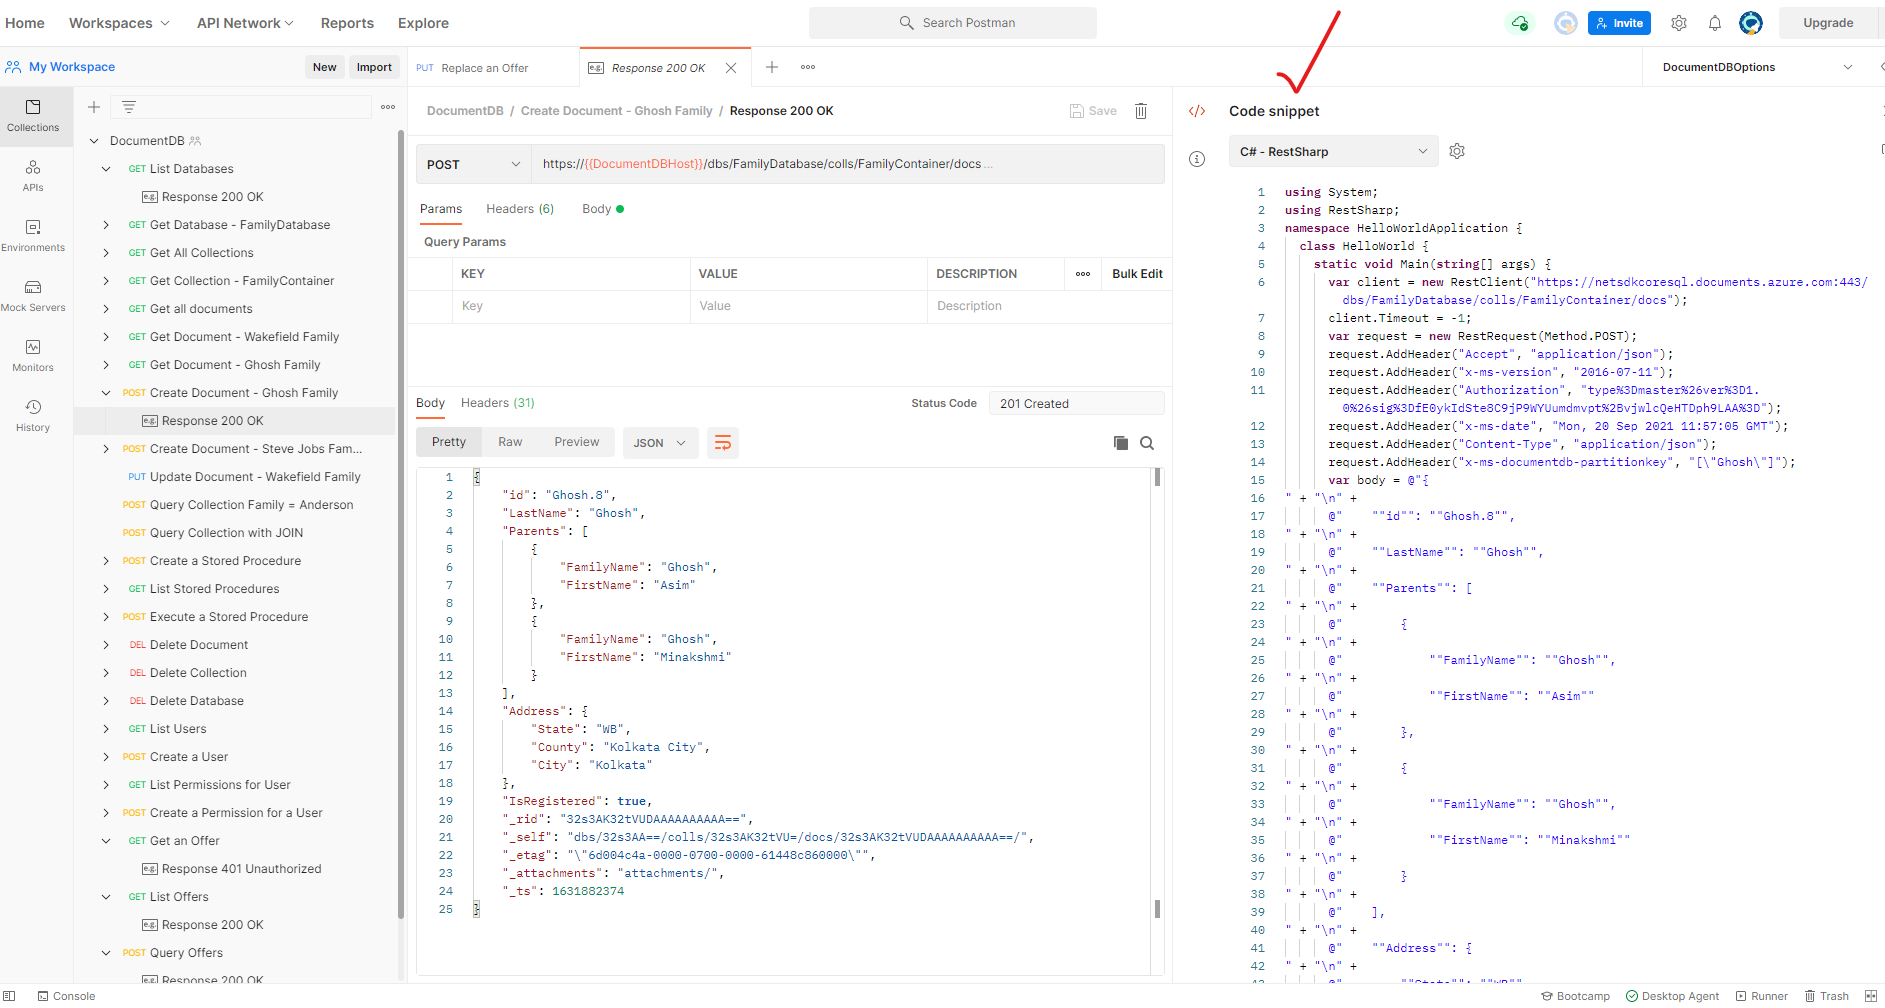 Home Workspaces API Network Reports Explore Search Postman Invite Upgrade
My Workspace New Import PUT Replace an Offer e.g. Response 200 OK DocumentDBOptions
Collections
APIs
Environments
Mock Servers
Monitors
History
DocumentDB
GET List Databases
e.g. Response 200 OK
GET Get Database - FamilyDatabase
GET Get All Collections
GET Get Collection - FamilyContainer
GET Get all documents
GET Get Document - Wakefield Family
GET Get Document - Ghosh Family
POST Create Document - Ghosh Family
e.g. Response 200 OK
POST Create Document - Steve Jobs Fam...
PUT Update Document - Wakefield Family
POST Query Collection Family = Anderson
POST Query Collection with JOIN
POST Create a Stored Procedure
GET List Stored Procedures
POST Execute a Stored Procedure
DEL Delete Document
DEL Delete Collection
DEL Delete Database
GET List Users
POST Create a User
GET List Permissions for User
POST Create a Permission for a User
GET Get an Offer
e.g. Response 401 Unauthorized
GET List Offers
e.g. Response 200 OK
POST Query Offers
e.g. Response 200 OK
DocumentDB / Create Document - Ghosh Family / Response 200 OK Save
POST https://{{DocumentDBHost}}/dbs/FamilyDatabase/colls/FamilyContainer/docs ...
Params Headers (6) Body
Query Params
KEY VALUE DESCRIPTION Bulk Edit
Key Value Description
Body Headers (31) Status Code 201 Created
Pretty Raw Preview JSON
1 {
2 "id": "Ghosh.8",
3 "LastName": "Ghosh",
4 "Parents": [
5 {
6 "FamilyName": "Ghosh",
7 "FirstName": "Asim"
8 },
9 {
10 "FamilyName": "Ghosh",
11 "FirstName": "Minakshmi"
12 }
13 ],
14 "Address": {
15 "State": "WB",
16 "County": "Kolkata City",
17 "City": "Kolkata"
18 },
19 "IsRegistered": true,
20 "_rid": "32s3AK32tVUDAAAAAAAAAA==",
21 "_self": "dbs/32s3AA==/colls/32s3AK32tVU=/docs/32s3AK32tVUDAAAAAAAAAA==/",
22 "_etag": "\"6d004c4a-0000-0700-0000-61448c860000\"",
23 "_attachments": "attachments/",
24 "_ts": 1631882374
25 }
</> Code snippet
C# - RestSharp
1 using System;
2 using RestSharp;
3 namespace HelloWorldApplication {
4 class HelloWorld {
5 static void Main(string[] args) {
6 var client = new RestClient("https://netsdkcoresql.documents.azure.com:443/
dbs/FamilyDatabase/colls/FamilyContainer/docs");
7 client.Timeout = -1;
8 var request = new RestRequest(Method.POST);
9 request.AddHeader("Accept", "application/json");
10 request.AddHeader("x-ms-version", "2016-07-11");
11 request.AddHeader("Authorization", "type%3Dmaster%26ver%3D1.
0%26sig%3DfE0ykIdSte8C9jP9WYUumdmvpt%2BvjwlcQeHTDph9LAA%3D");
12 request.AddHeader("x-ms-date", "Mon, 20 Sep 2021 11:57:05 GMT");
13 request.AddHeader("Content-Type", "application/json");
14 request.AddHeader("x-ms-documentdb-partitionkey", "[\"Ghosh\"]");
15 var body = @"{
16 " + "\n" +
17 @" ""id"": ""Ghosh.8"",
18 " + "\n" +
19 @" ""LastName"": ""Ghosh"",
20 " + "\n" +
21 @" ""Parents"": [
22 " + "\n" +
23 @" {
24 " + "\n" +
25 @" ""FamilyName"": ""Ghosh"",
26 " + "\n" +
27 @" ""FirstName"": ""Asim""
28 " + "\n" +
29 @" },
30 " + "\n" +
31 @" {
32 " + "\n" +
33 @" ""FamilyName"": ""Ghosh"",
34 " + "\n" +
35 @" ""FirstName"": ""Minakshmi""
36 " + "\n" +
37 @" }
38 " + "\n" +
39 @" ],
40 " + "\n" +
41 @" ""Address"": {
42 " + "\n" +
Console Bootcamp Desktop Agent Runner Trash